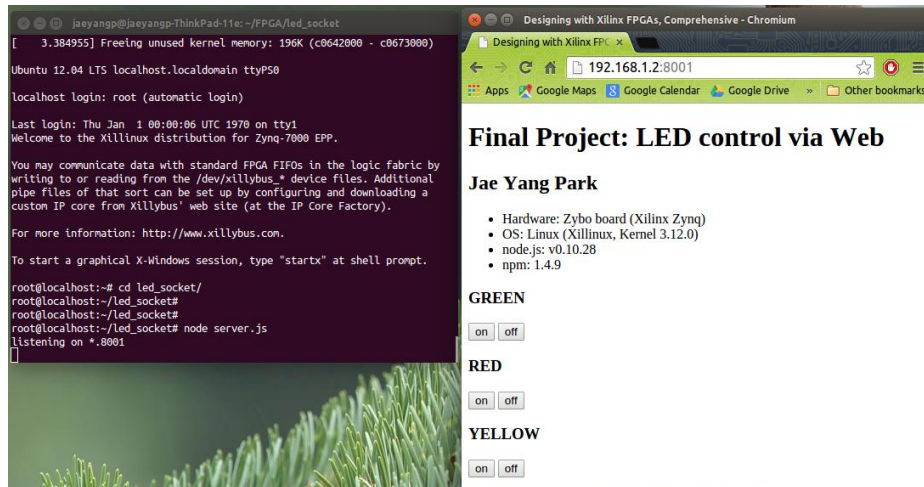 jaeyangp@jaeyangp-ThinkPad-11e: ~/FPGA/led_socket
[    3.384955] Freeing unused kernel memory: 196K (c0642000 - c0673000)
Ubuntu 12.04 LTS localhost.localdomain ttyPS0
localhost login: root (automatic login)
Last login: Thu Jan  1 00:00:06 UTC 1970 on tty1
Welcome to the Xilllinux distribution for Zynq-7000 EPP.
You may communicate data with standard FPGA FIFOs in the logic fabric by
writing to or reading from the /dev/xillybus_* device files. Additional
pipe files of that sort can be set up by configuring and downloading a
custom IP core from Xillybus' web site (at the IP Core Factory).
For more information: http://www.xillybus.com.
To start a graphical X-Windows session, type "startx" at shell prompt.
root@localhost:~# cd led_socket/
root@localhost:~/led_socket#
root@localhost:~/led_socket#
root@localhost:~/led_socket# node server.js
listening on *.8001
Designing with Xilinx FPGAs, Comprehensive - Chromium
Designing with Xilinx FPG
192.168.1.2:8001
Apps Google Maps Google Calendar Google Drive » Other bookmarks
Final Project: LED control via Web
Jae Yang Park
• Hardware: Zybo board (Xilinx Zynq)
• OS: Linux (Xillinux, Kernel 3.12.0)
• node.js: v0.10.28
• npm: 1.4.9
GREEN
on off
RED
on off
YELLOW
on off